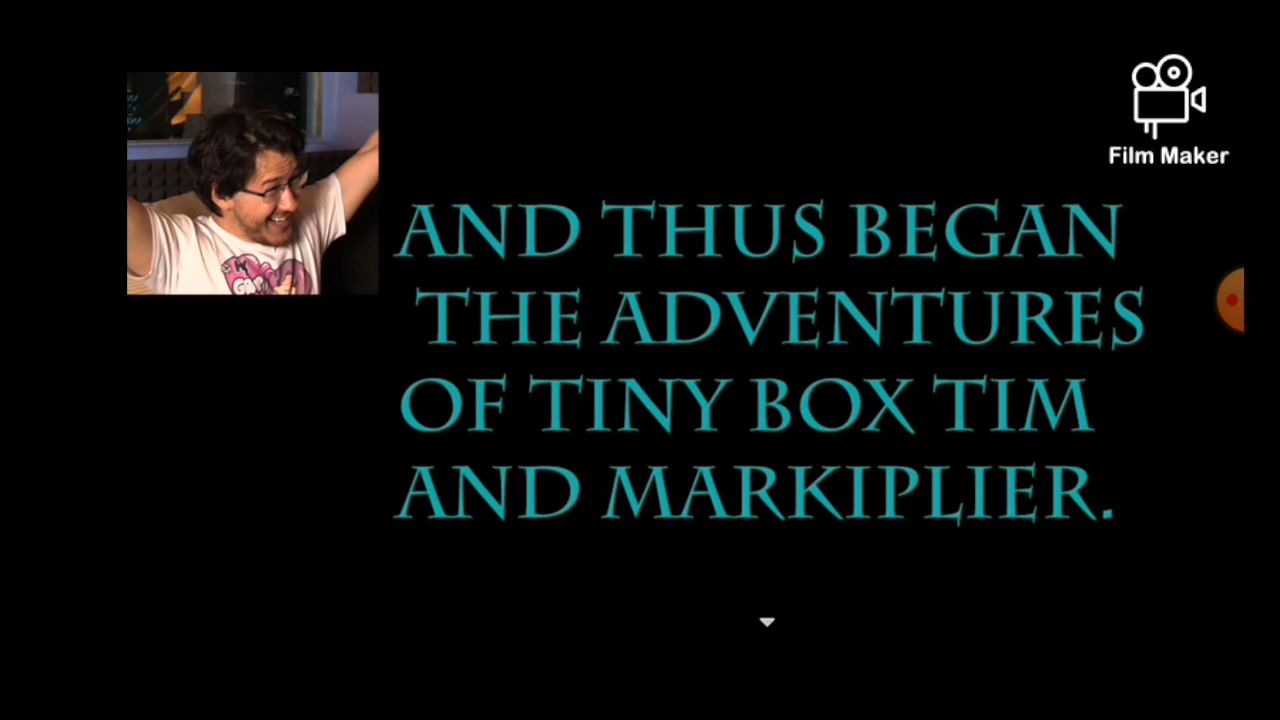 Film Maker
AND THUS BEGAN
THE ADVENTURES
OF TINY BOX TIM
AND MARKIPLIER.